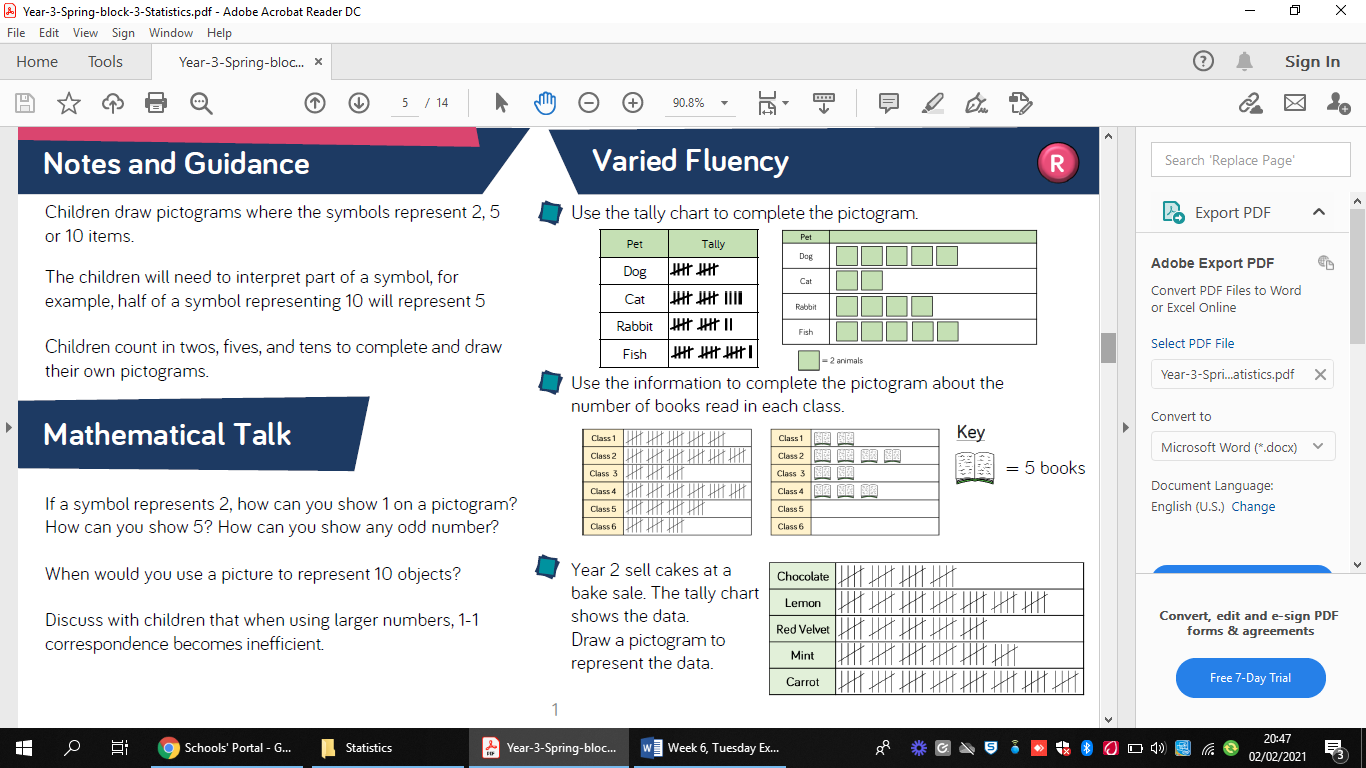 Year-3-Spring-block-3-Statistics.pdf - Adobe Acrobat Reader DC
File Edit View Sign Window Help
Home Tools Year-3-Spring-bloc... × Sign In
5 / 14 90.8%
Notes and Guidance
Children draw pictograms where the symbols represent 2, 5
or 10 items.
The children will need to interpret part of a symbol, for
example, half of a symbol representing 10 will represent 5
Children count in twos, fives, and tens to complete and draw
their own pictograms.
Mathematical Talk
If a symbol represents 2, how can you show 1 on a pictogram?
How can you show 5? How can you show any odd number?
When would you use a picture to represent 10 objects?
Discuss with children that when using larger numbers, 1-1
correspondence becomes inefficient.
Varied Fluency
R
Use the tally chart to complete the pictogram.
Pet Tally
Dog
Cat
Rabbit
Fish
Pet
Dog
Cat
Rabbit
Fish
= 2 animals
Use the information to complete the pictogram about the
number of books read in each class.
Class 1
Class 2
Class 3
Class 4
Class 5
Class 6
Class 1
Class 2
Class 3
Class 4
Class 5
Class 6
Key
= 5 books
Year 2 sell cakes at a
bake sale. The tally chart
shows the data.
Draw a pictogram to
represent the data.
Chocolate
Lemon
Red Velvet
Mint
Carrot
1
Search 'Replace Page'
Export PDF
Adobe Export PDF
Convert PDF Files to Word
or Excel Online
Select PDF File
Year-3-Spri...atistics.pdf
Convert to
Microsoft Word (*.docx)
Document Language:
English (U.S.) Change
Convert, edit and e-sign PDF
forms & agreements
Free 7-Day Trial
Schools' Portal - G...
Statistics
Year-3-Spring-bloc...
Week 6, Tuesday Ex...
20:47
02/02/2021
3